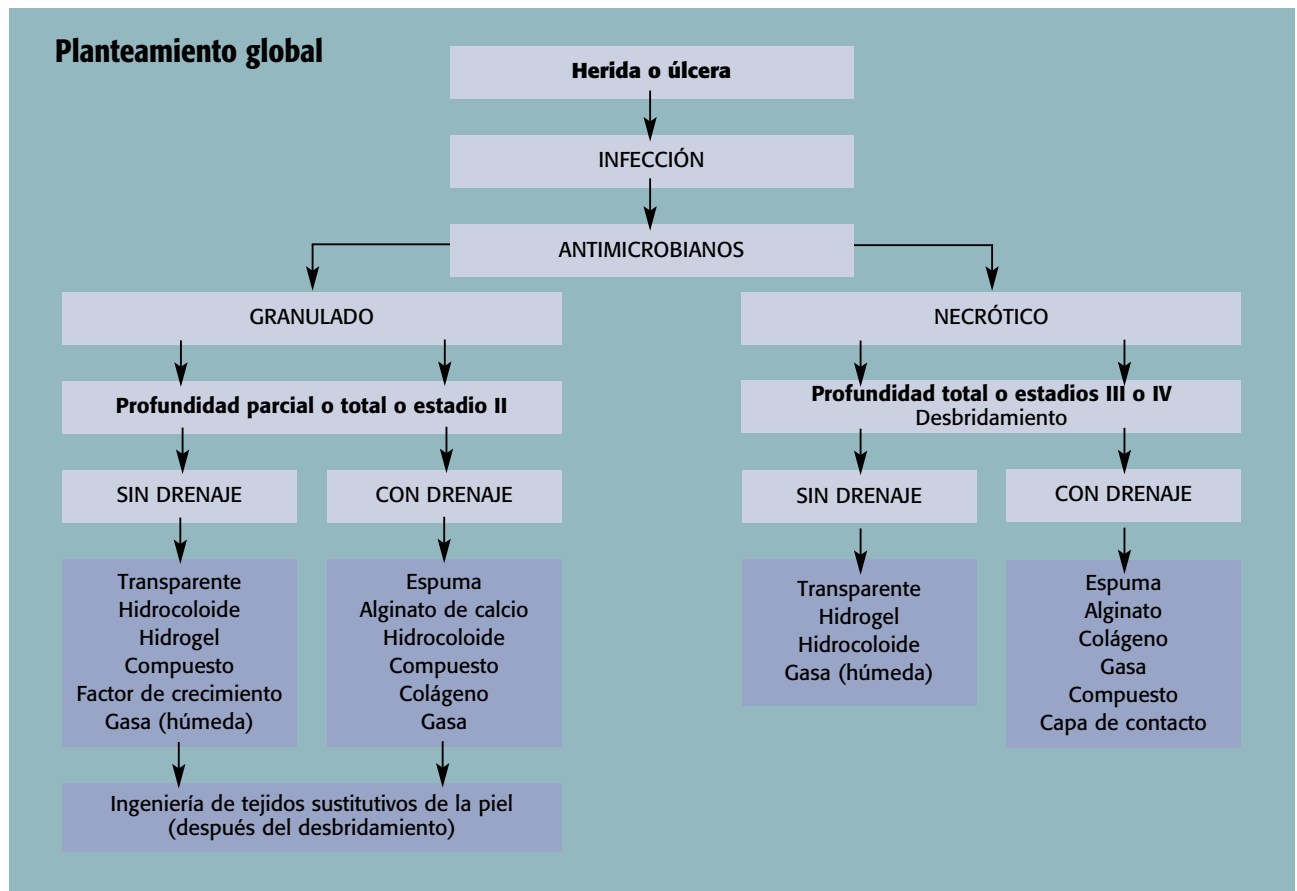 Planteamiento global
Herida o úlcera
INFECCIÓN
ANTIMICROBIANOS
GRANULADO
NECRÓTICO
Profundidad parcial o total o estadio II
Profundidad total o estadios III o IV
Desbridamiento
SIN DRENAJE
CON DRENAJE
SIN DRENAJE
CON DRENAJE
Transparente
Hidrocoloide
Hidrogel
Compuesto
Factor de crecimiento
Gasa (húmeda)
Espuma
Alginato de calcio
Hidrocoloide
Compuesto
Colágeno
Gasa
Transparente
Hidrogel
Hidrocoloide
Gasa (húmeda)
Espuma
Alginato
Colágeno
Gasa
Compuesto
Capa de contacto
Ingeniería de tejidos sustitutivos de la piel
(después del desbridamiento)